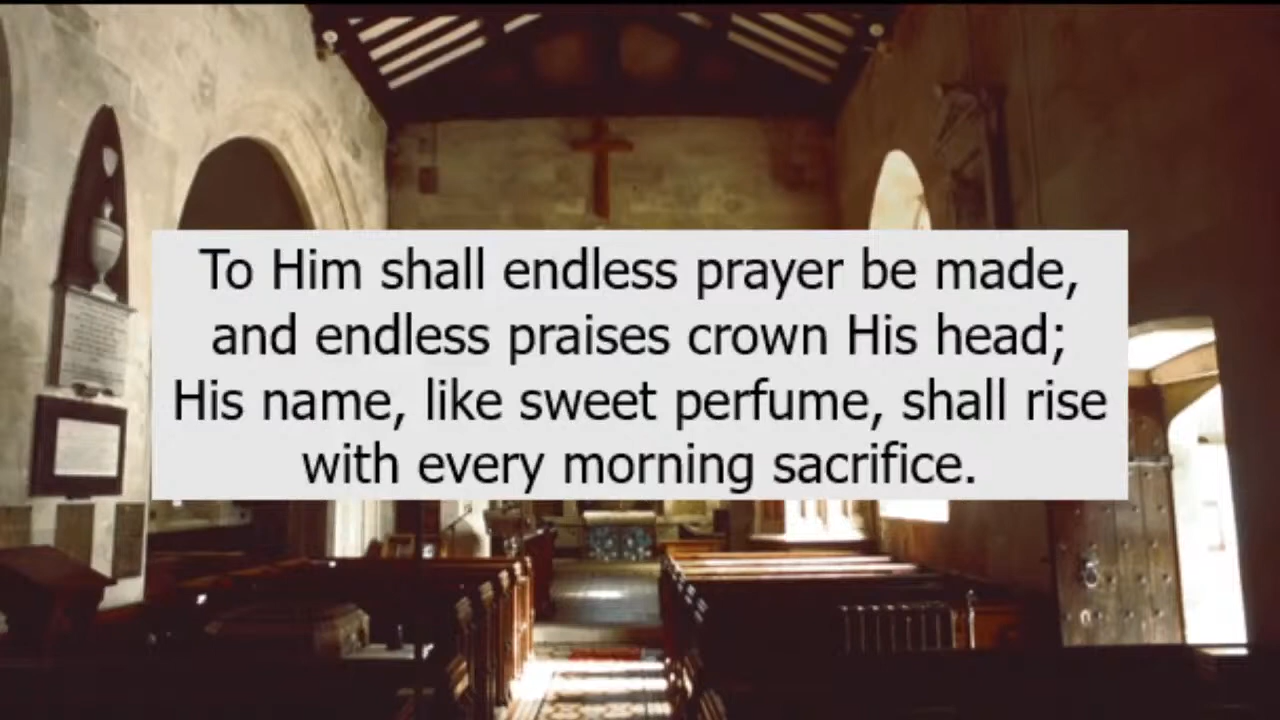 To Him shall endless prayer be made,
and endless praises crown His head;
His name, like sweet perfume, shall rise
with every morning sacrifice.